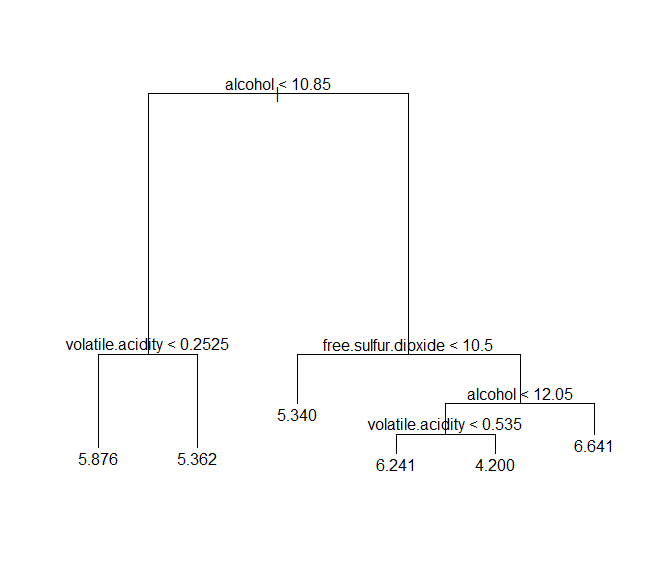 alcohol < 10.85
volatile.acidity < 0.2525
free.sulfur.dioxide < 10.5
alcohol < 12.05
5.340
volatile.acidity < 0.535
6.641
5.876
5.362
6.241
4.200